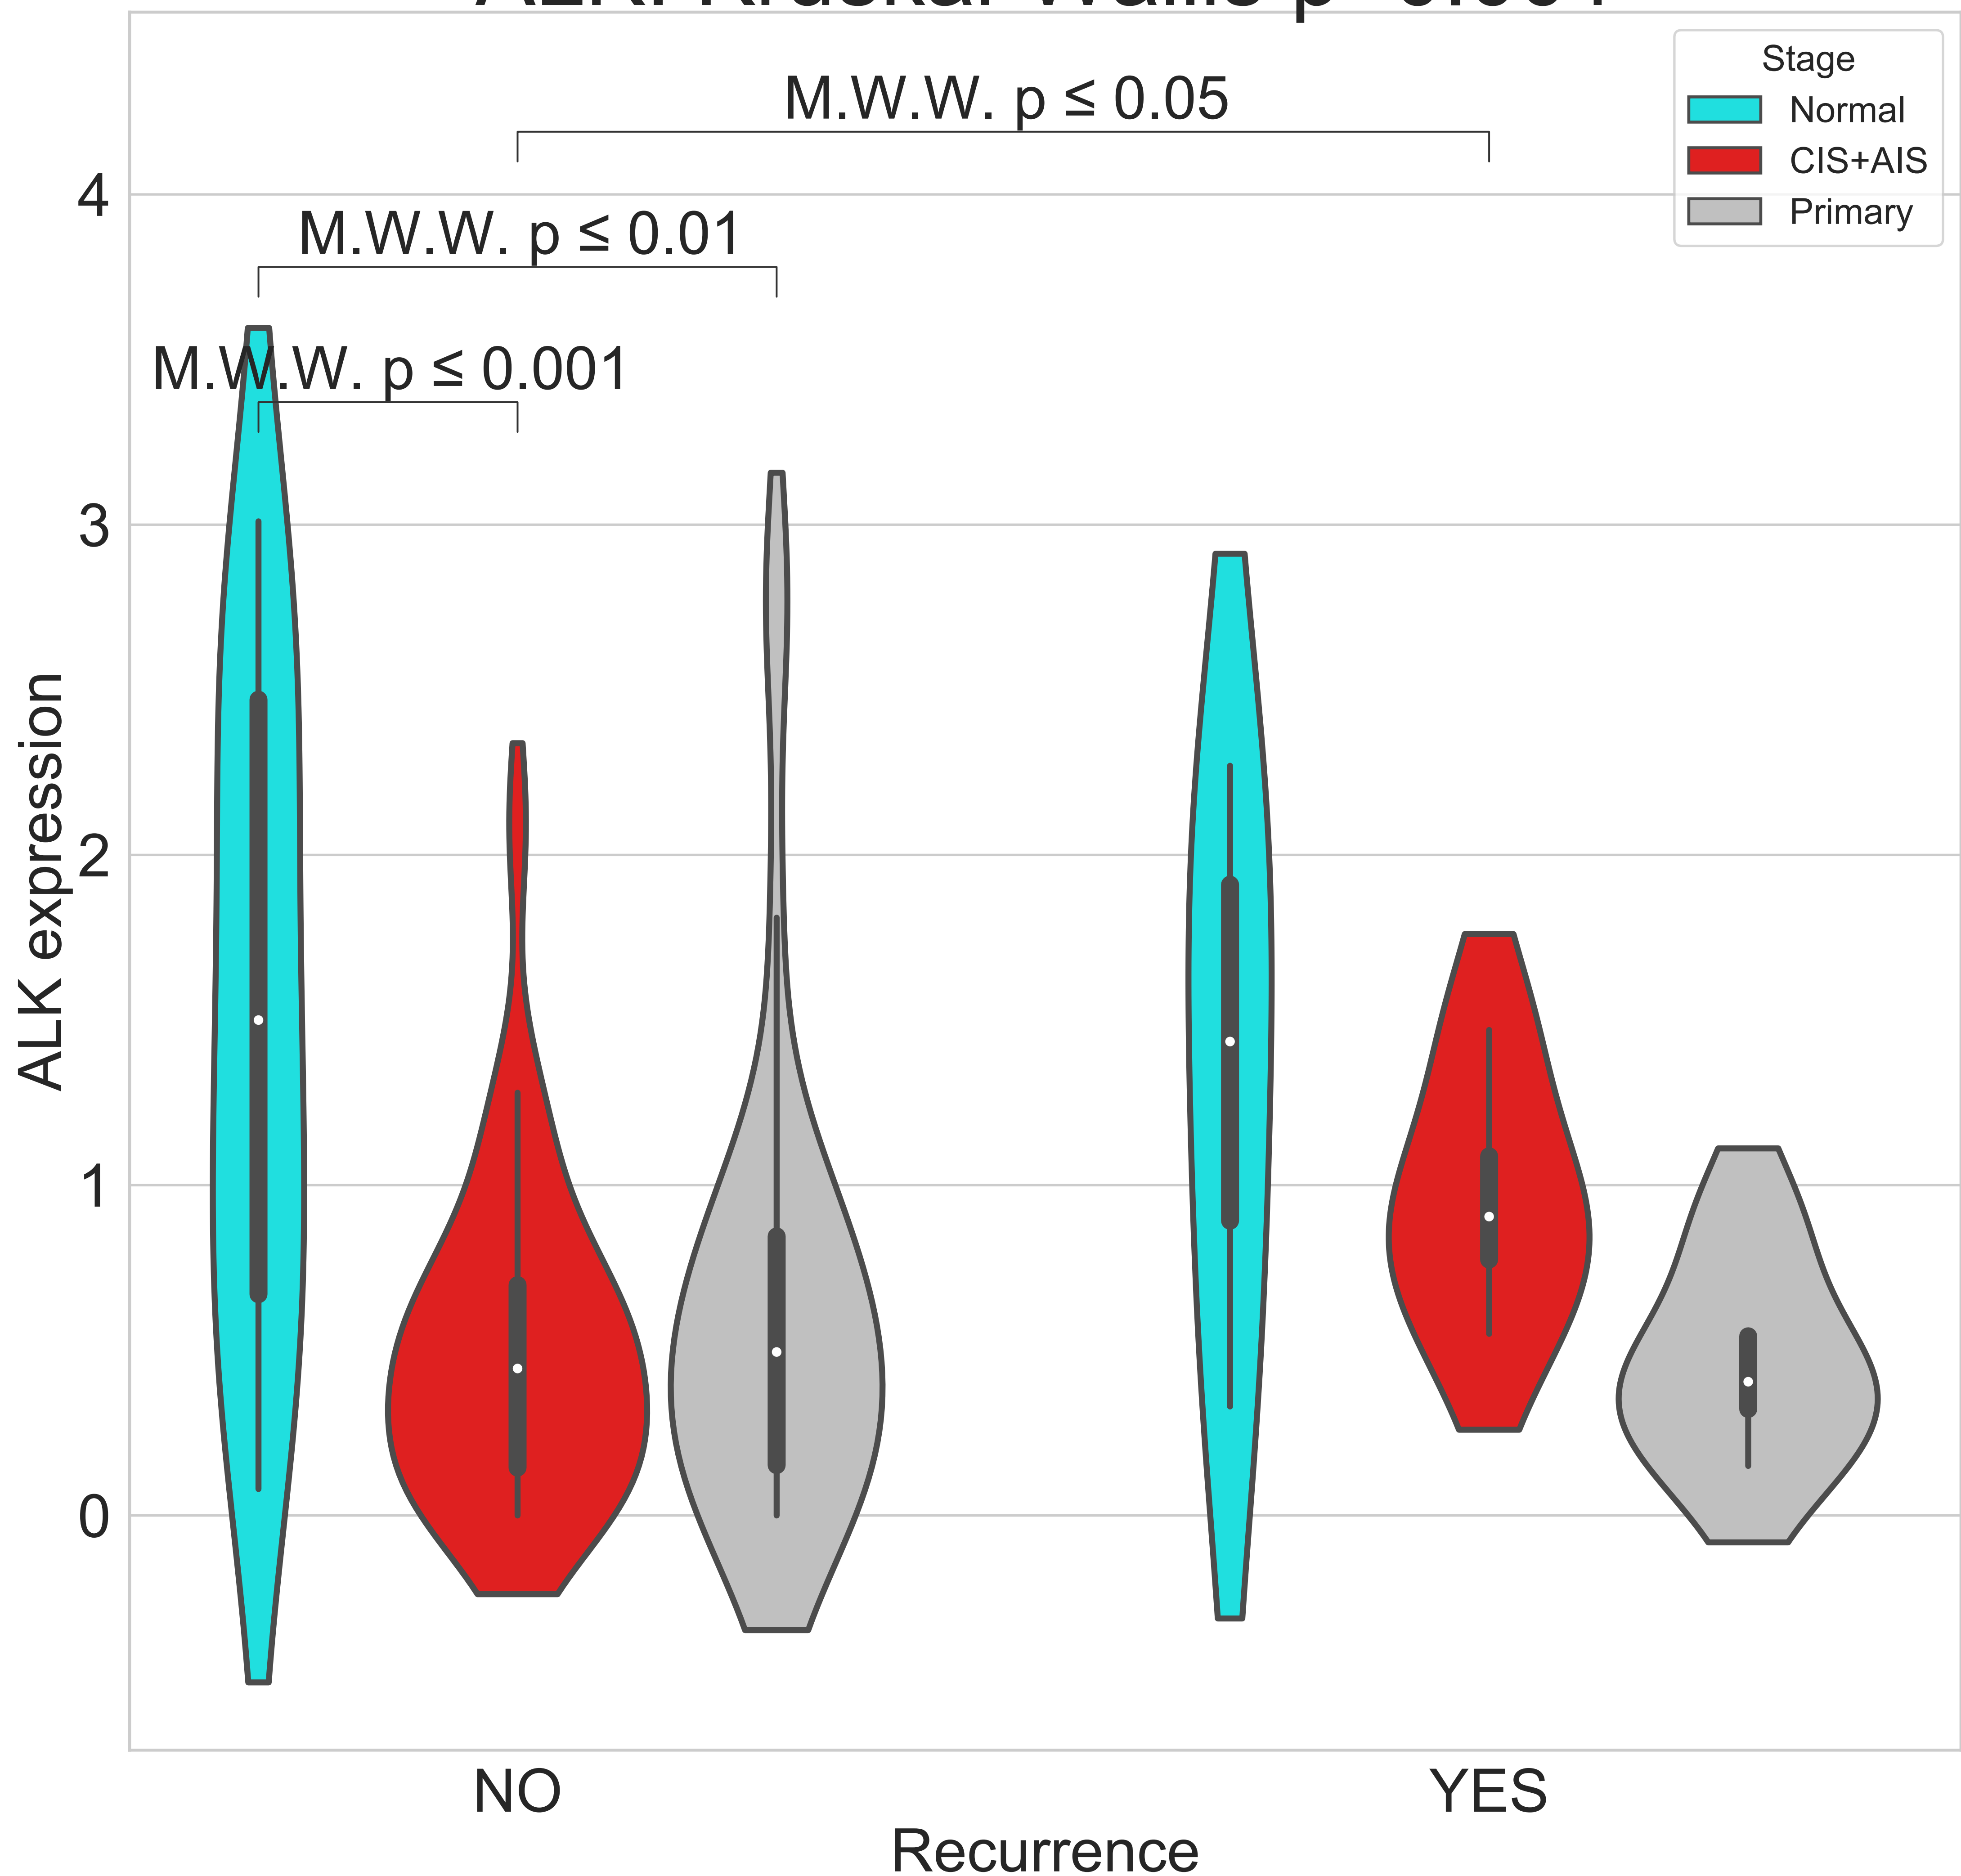 Stage
Normal
CIS+AIS
Primary
M.W.W. p ≤ 0.05
M.W.W. p ≤ 0.01
M.W.W. p ≤ 0.001
4
3
2
1
0
ALK expression
NO
YES
Recurrence